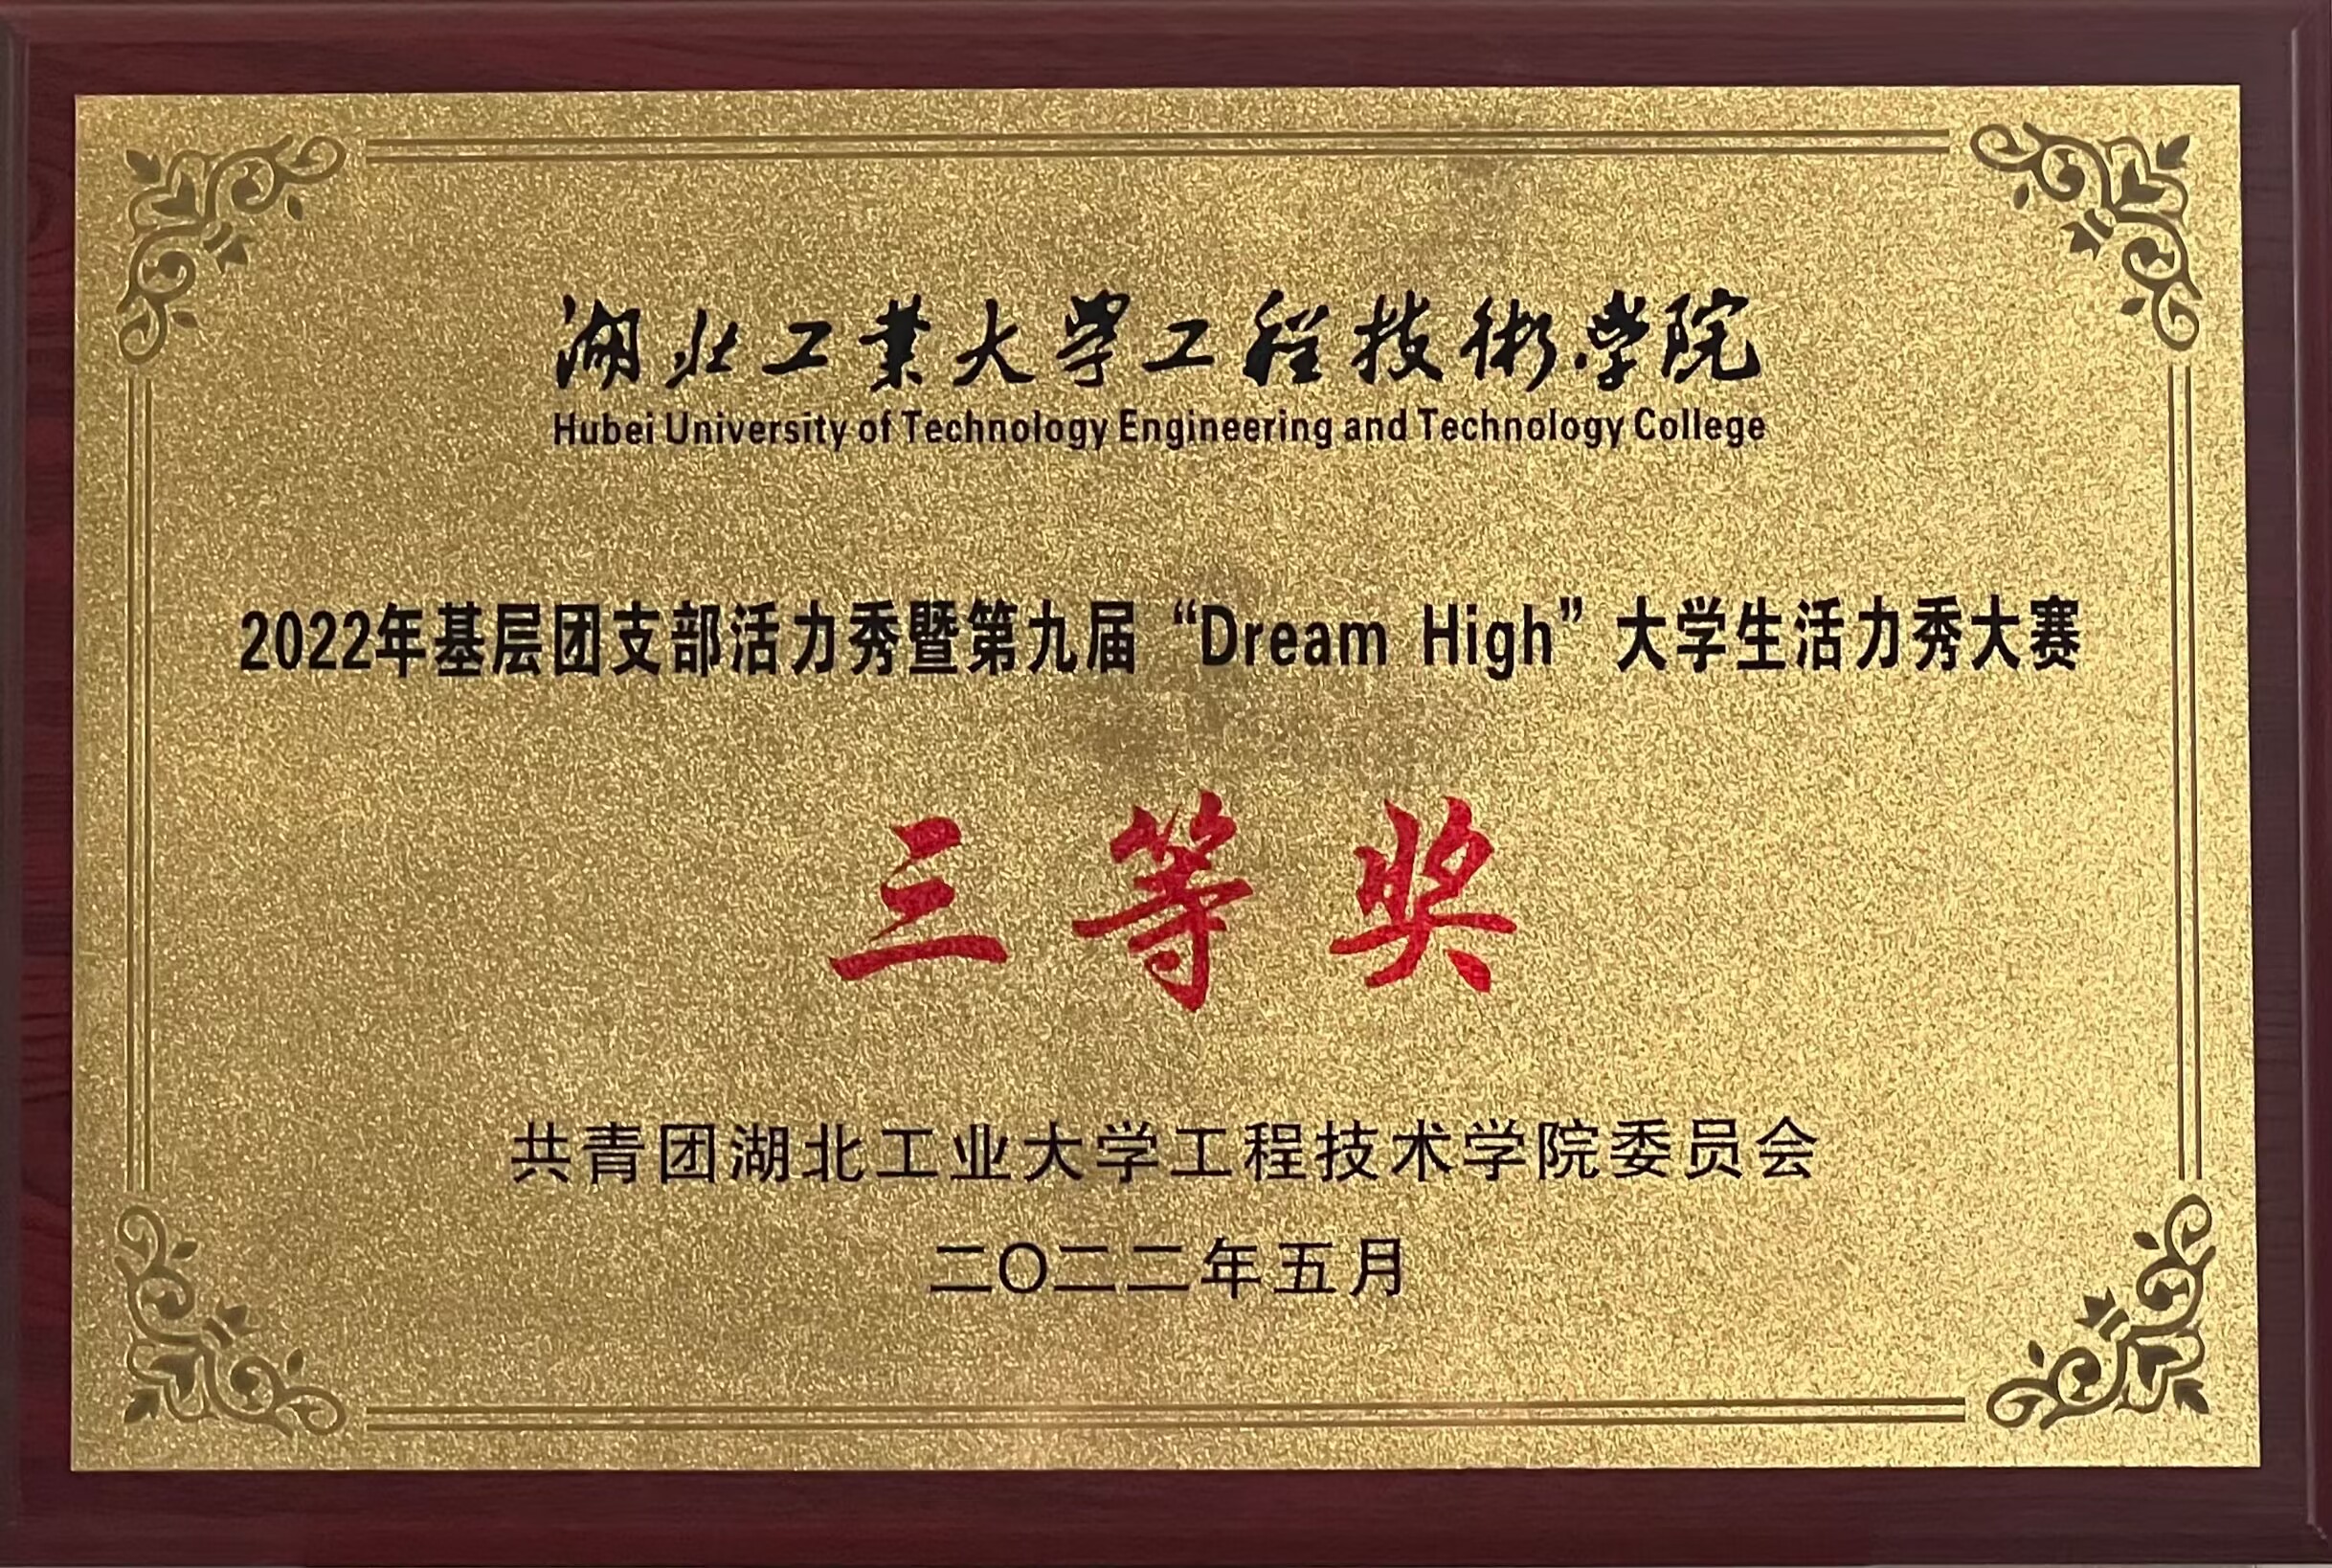 湖北工業大学工程技術学院
Hubei University of Technology Engineering and Technology College
2022年基层团支部活力秀暨第九届“Dream High”大学生活力秀大赛
三等奖
共青团湖北工业大学工程技术学院委员会
二〇二二年五月